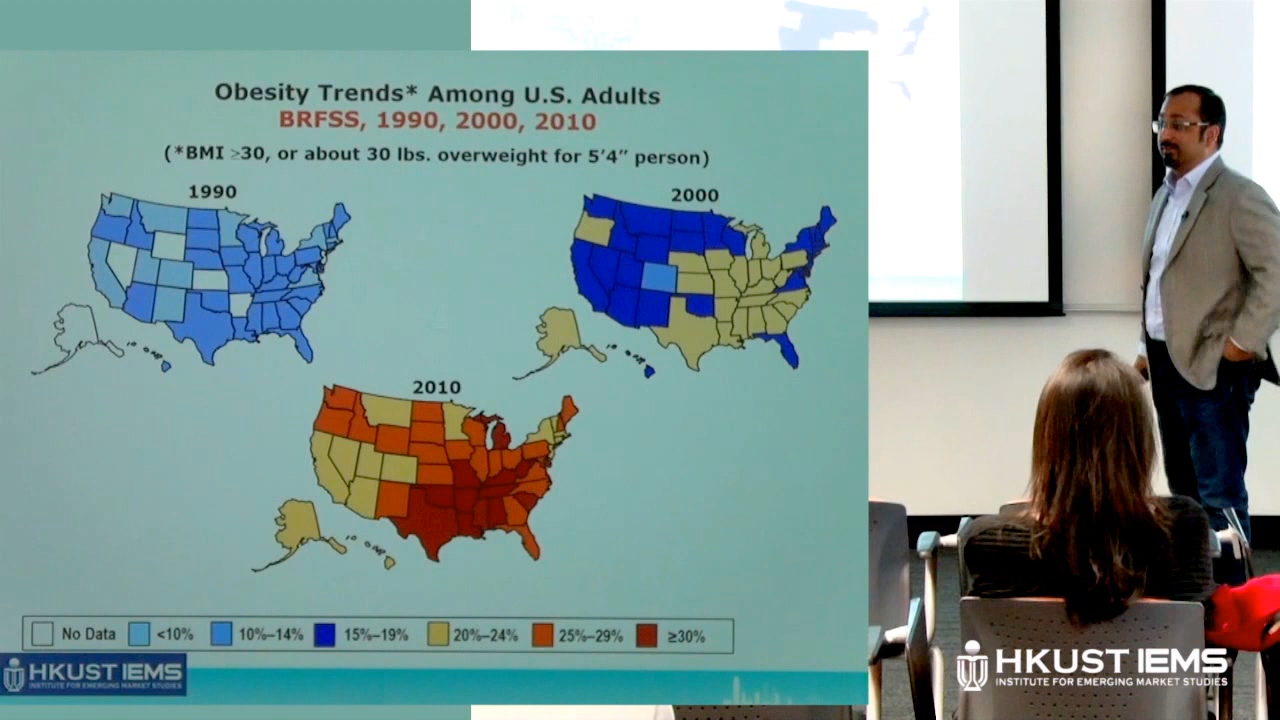 Obesity Trends* Among U.S. Adults
BRFSS, 1990, 2000, 2010
(*BMI ≥30, or about 30 lbs. overweight for 5’4” person)
1990
2000
2010
No Data <10% 10%–14% 15%–19% 20%–24% 25%–29% ≥30%
HKUST IEMS
INSTITUTE FOR EMERGING MARKET STUDIES
HKUST IEMS
INSTITUTE FOR EMERGING MARKET STUDIES